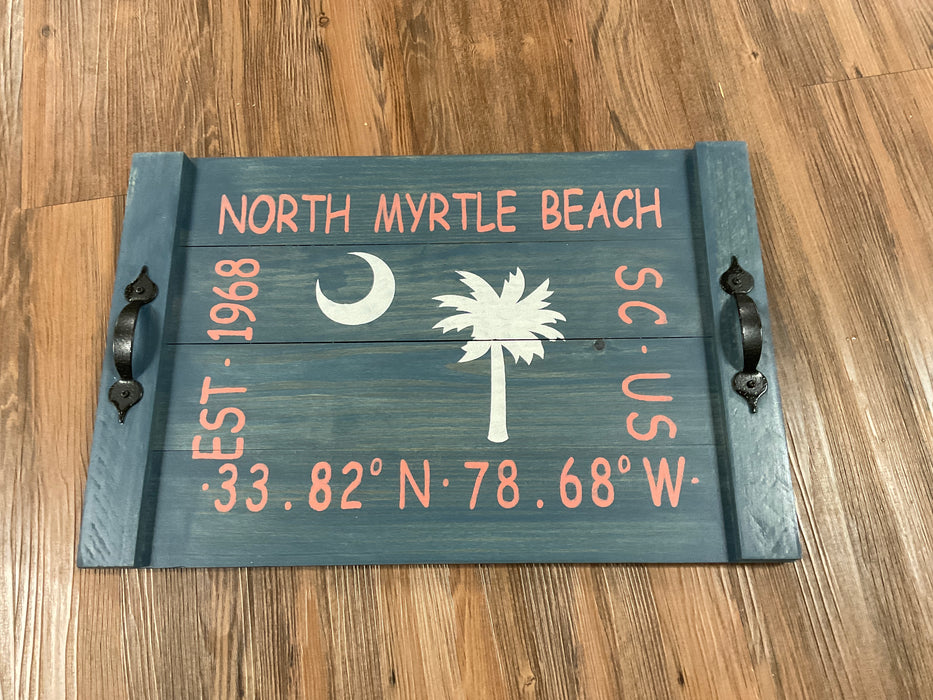 NORTH MYRTLE BEACH
EST · 1968
SC · US
·33.82° N · 78.68° W·